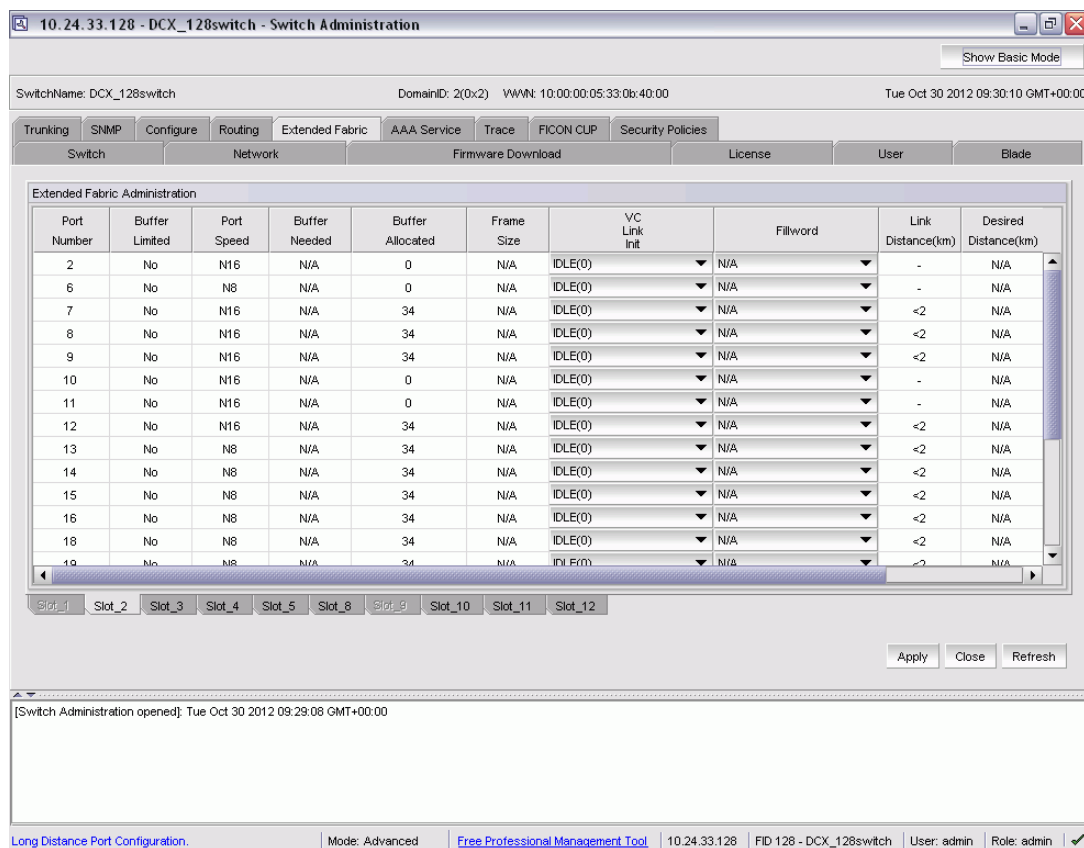 10.24.33.128 - DCX_128switch - Switch Administration
Show Basic Mode
SwitchName: DCX_128switch DomainID: 2(0x2) WWN: 10:00:00:05:33:0b:40:00 Tue Oct 30 2012 09:30:10 GMT+00:00
Trunking SNMP Configure Routing Extended Fabric AAA Service Trace FICON CUP Security Policies
Switch Network Firmware Download License User Blade
Extended Fabric Administration
Port Number Buffer Limited Port Speed Buffer Needed Buffer Allocated Frame Size VC Link Init Fillword Link Distance(km) Desired Distance(km)
2 No N16 N/A 0 N/A IDLE(0) N/A - N/A
6 No N8 N/A 0 N/A IDLE(0) N/A - N/A
7 No N16 N/A 34 N/A IDLE(0) N/A <2 N/A
8 No N16 N/A 34 N/A IDLE(0) N/A <2 N/A
9 No N16 N/A 34 N/A IDLE(0) N/A <2 N/A
10 No N16 N/A 0 N/A IDLE(0) N/A - N/A
11 No N16 N/A 0 N/A IDLE(0) N/A - N/A
12 No N16 N/A 34 N/A IDLE(0) N/A <2 N/A
13 No N8 N/A 34 N/A IDLE(0) N/A <2 N/A
14 No N8 N/A 34 N/A IDLE(0) N/A <2 N/A
15 No N8 N/A 34 N/A IDLE(0) N/A <2 N/A
16 No N8 N/A 34 N/A IDLE(0) N/A <2 N/A
18 No N8 N/A 34 N/A IDLE(0) N/A <2 N/A
19 No N8 N/A 34 N/A IDLE(0) N/A <2 N/A
Slot_1 Slot_2 Slot_3 Slot_4 Slot_5 Slot_8 Slot_9 Slot_10 Slot_11 Slot_12
Apply Close Refresh
[Switch Administration opened]: Tue Oct 30 2012 09:29:08 GMT+00:00
Long Distance Port Configuration. Mode: Advanced Free Professional Management Tool 10.24.33.128 FID 128 - DCX_128switch User: admin Role: admin